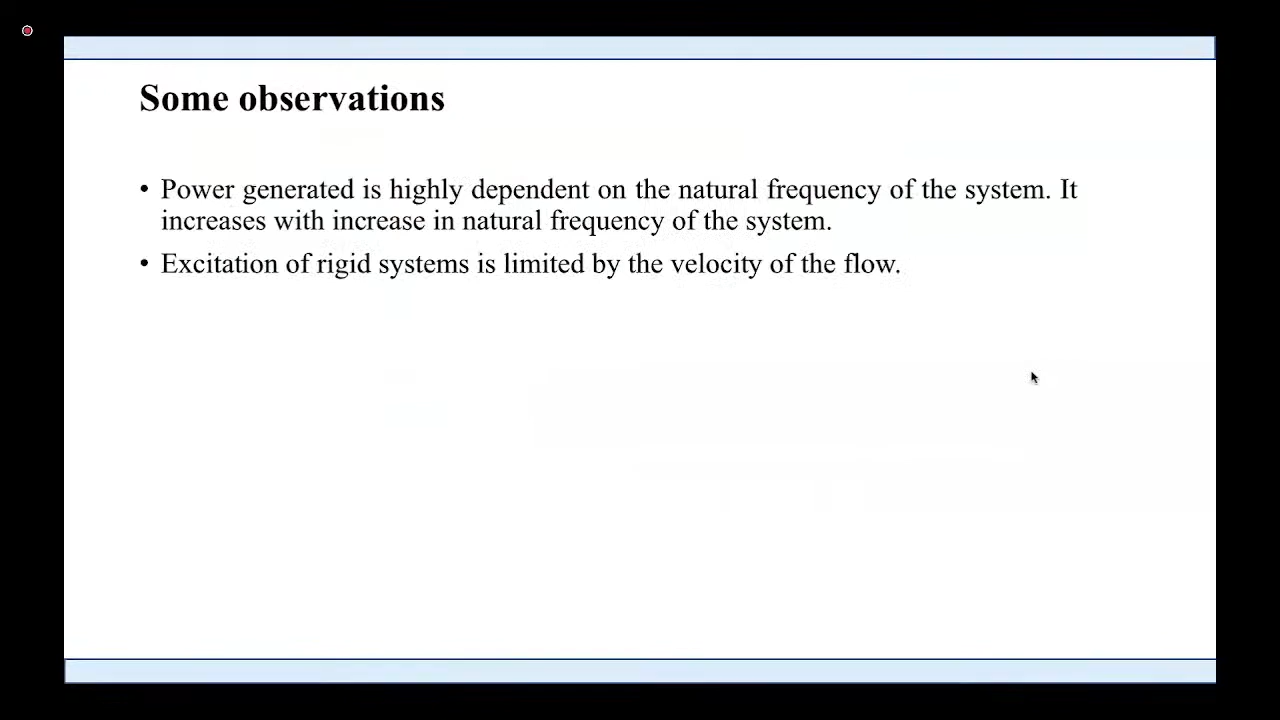 Some observations
• Power generated is highly dependent on the natural frequency of the system. It
increases with increase in natural frequency of the system.
• Excitation of rigid systems is limited by the velocity of the flow.